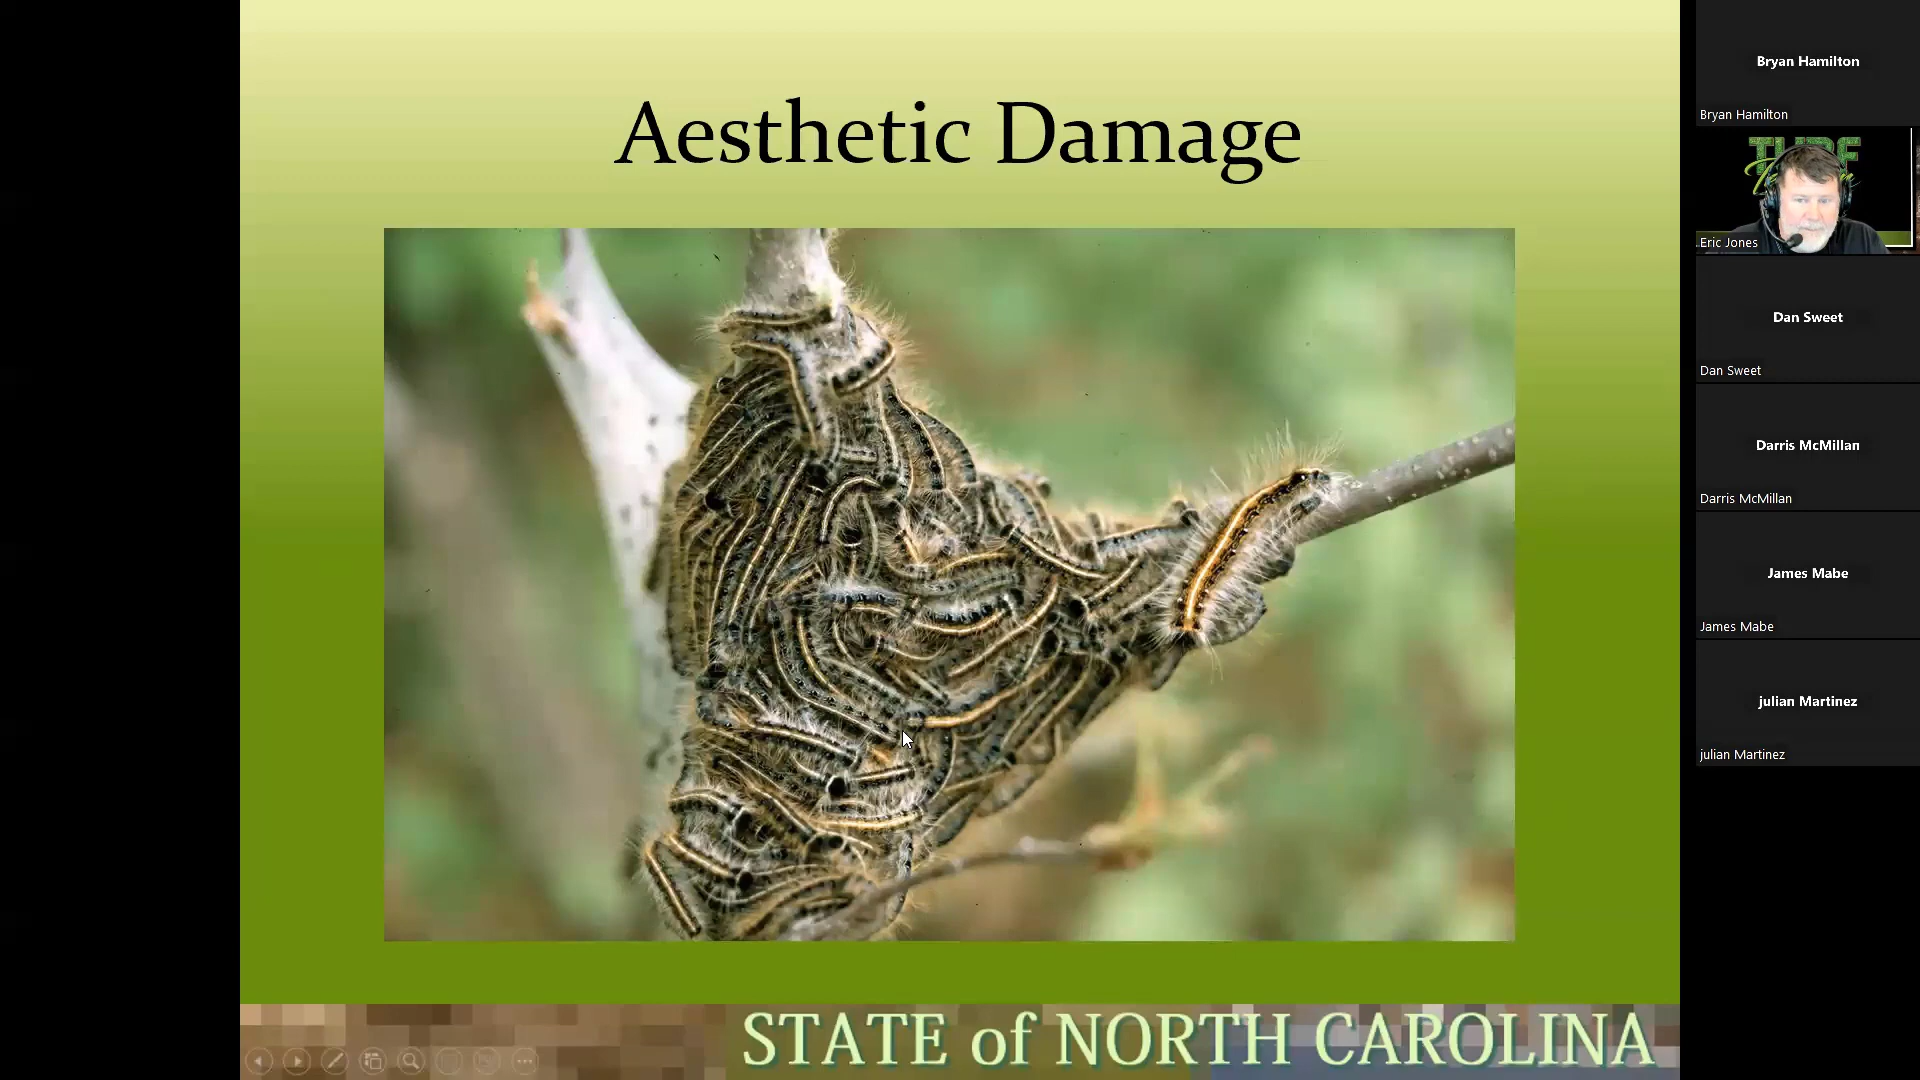 Aesthetic Damage
STATE of NORTH CAROLINA
Bryan Hamilton
Bryan Hamilton
TURF
Eric Jones
Dan Sweet
Dan Sweet
Darris McMillan
Darris McMillan
James Mabe
James Mabe
julian Martinez
julian Martinez